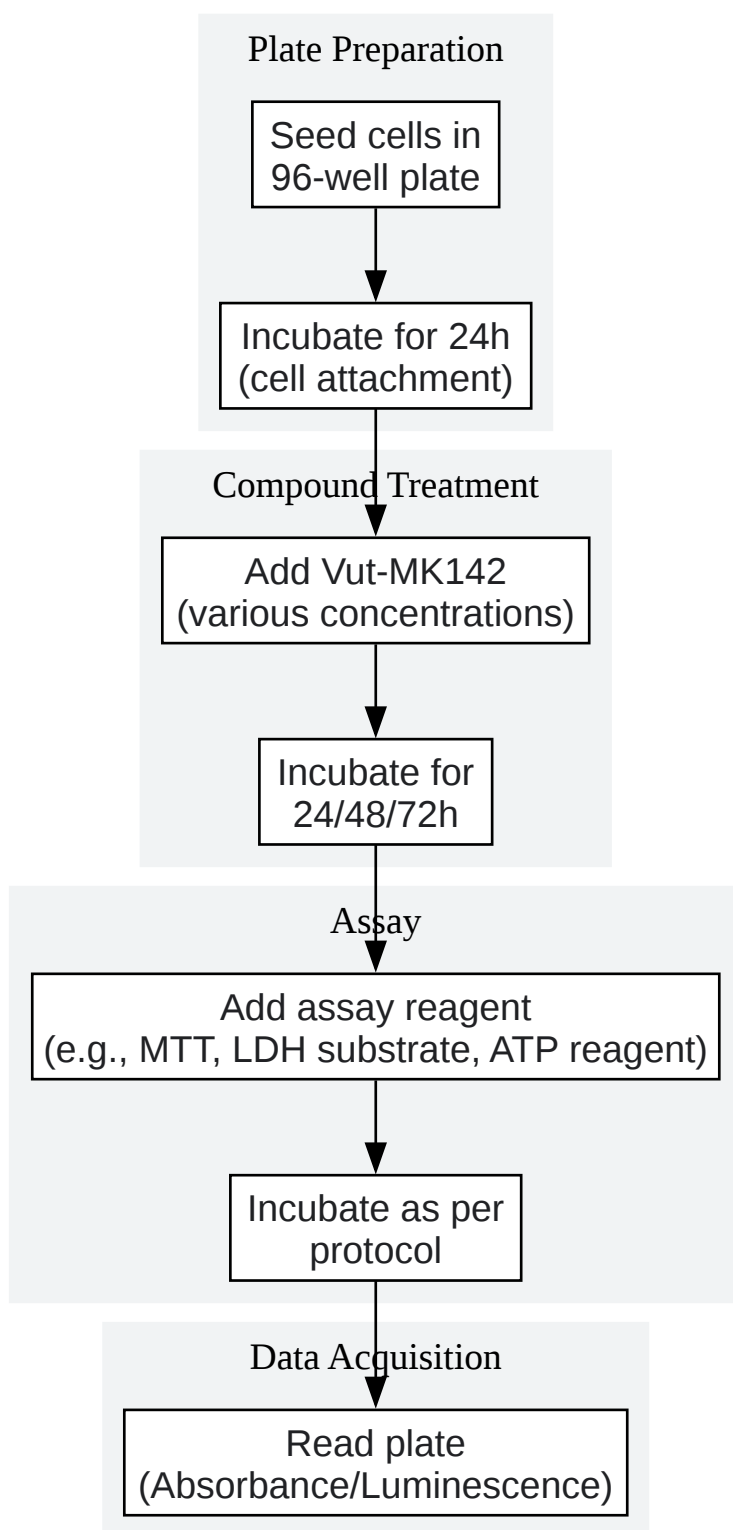 Plate Preparation
Seed cells in
96-well plate
Incubate for 24h
(cell attachment)
Compound Treatment
Add Vut-MK142
(various concentrations)
Incubate for
24/48/72h
Assay
Add assay reagent
(e.g., MTT, LDH substrate, ATP reagent)
Incubate as per
protocol
Data Acquisition
Read plate
(Absorbance/Luminescence)